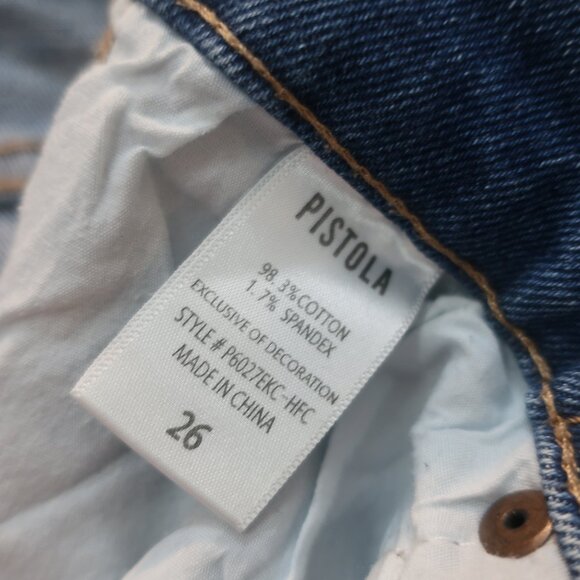 PISTOLA
98.3%COTTON
1.7% SPANDEX
EXCLUSIVE OF DECORATION
STYLE # P6027EKC-HFC
MADE IN CHINA
26